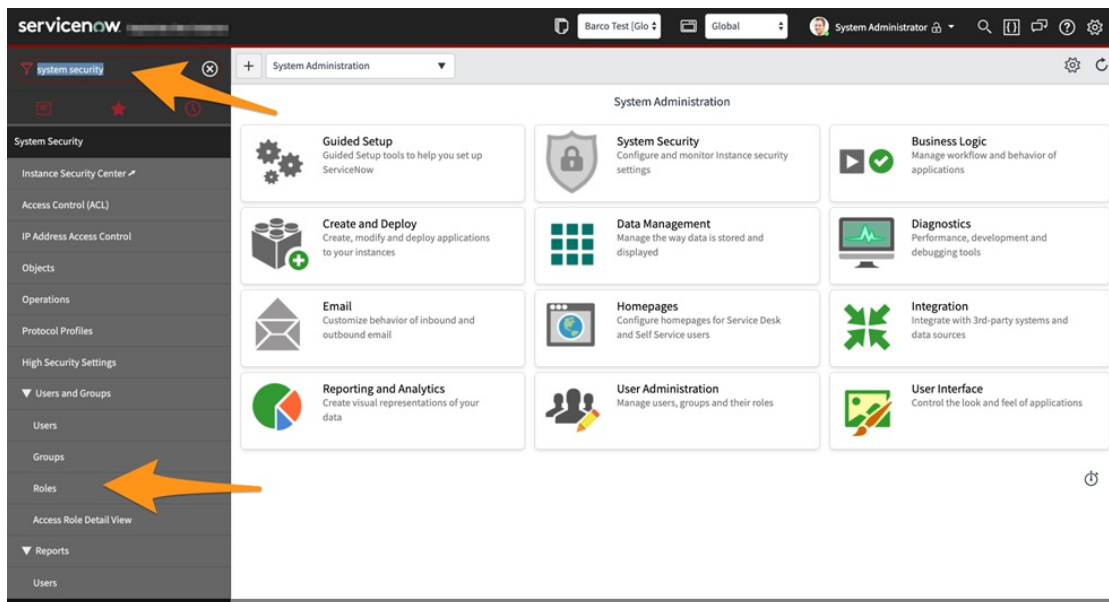 servicenow
Barco Test [Glo
Global
System Administrator
system security
System Administration
System Administration
System Security
Instance Security Center
Access Control (ACL)
IP Address Access Control
Objects
Operations
Protocol Profiles
High Security Settings
Users and Groups
Users
Groups
Roles
Access Role Detail View
Reports
Users
Guided Setup
Guided Setup tools to help you set up
ServiceNow
System Security
Configure and monitor Instance security
settings
Business Logic
Manage workflow and behavior of
applications
Create and Deploy
Create, modify and deploy applications
to your instances
Data Management
Manage the way data is stored and
displayed
Diagnostics
Performance, development and
debugging tools
Email
Customize behavior of inbound and
outbound email
Homepages
Configure homepages for Service Desk
and Self Service users
Integration
Integrate with 3rd-party systems and
data sources
Reporting and Analytics
Create visual representations of your
data
User Administration
Manage users, groups and their roles
User Interface
Control the look and feel of applications